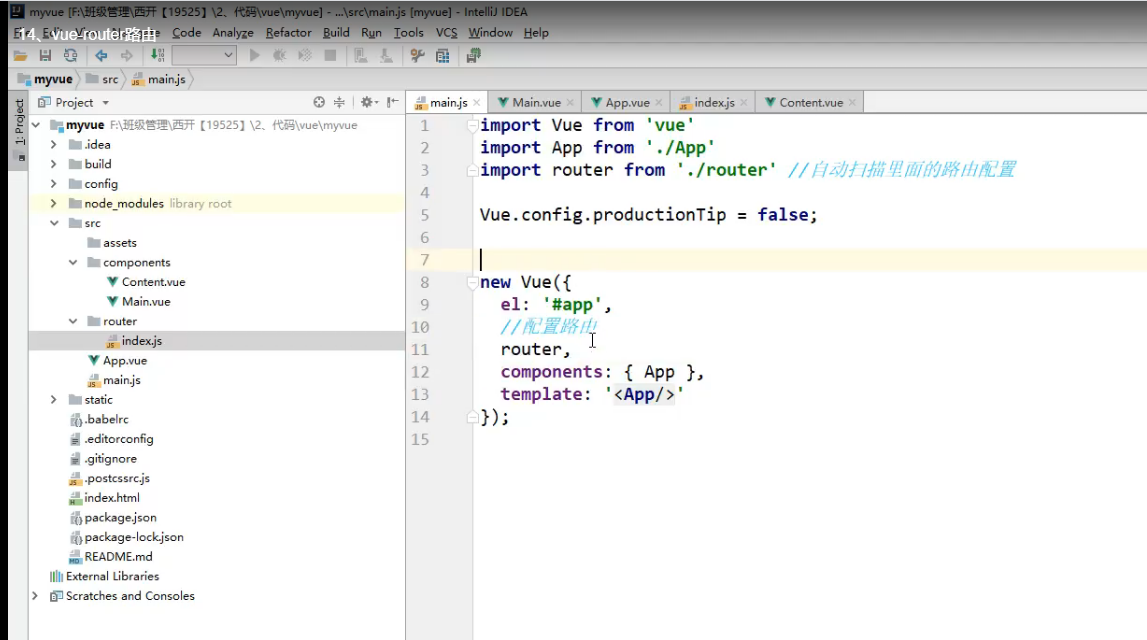 myvue [F:\班级管理\西开【19525】\2、代码\vue\myvue] - ...\src\main.js [myvue] - IntelliJ IDEA
14、vue-router路由
Code Analyze Refactor Build Run Tools VCS Window Help
myvue src main.js
1: Project
Project
main.js Main.vue App.vue index.js Content.vue
myvue F:\班级管理\西开【19525】\2、代码\vue\myvue
.idea
build
config
node_modules library root
src
assets
components
Content.vue
Main.vue
router
index.js
App.vue
main.js
static
.babelrc
.editorconfig
.gitignore
.postcssrc.js
index.html
package.json
package-lock.json
README.md
External Libraries
Scratches and Consoles
1 import Vue from 'vue'
2 import App from './App'
3 import router from './router' //自动扫描里面的路由配置
4
5 Vue.config.productionTip = false;
6
7
8 new Vue({
9 el: '#app',
10 //配置路由
11 router,
12 components: { App },
13 template: '<App/>'
14 });
15